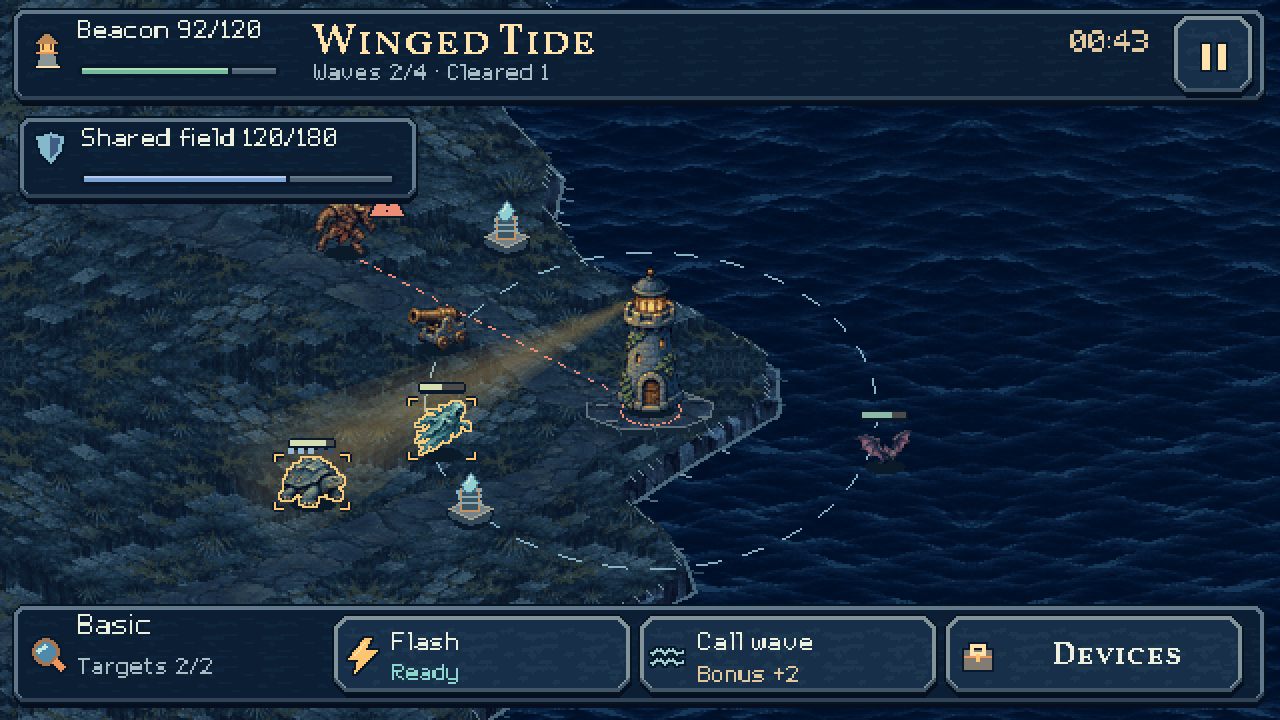 Beacon 92/120
WINGED TIDE
Waves 2/4 · Cleared 1
00:43
Shared field 120/180
Basic
Targets 2/2
Flash
Ready
Call wave
Bonus +2
DEVICES